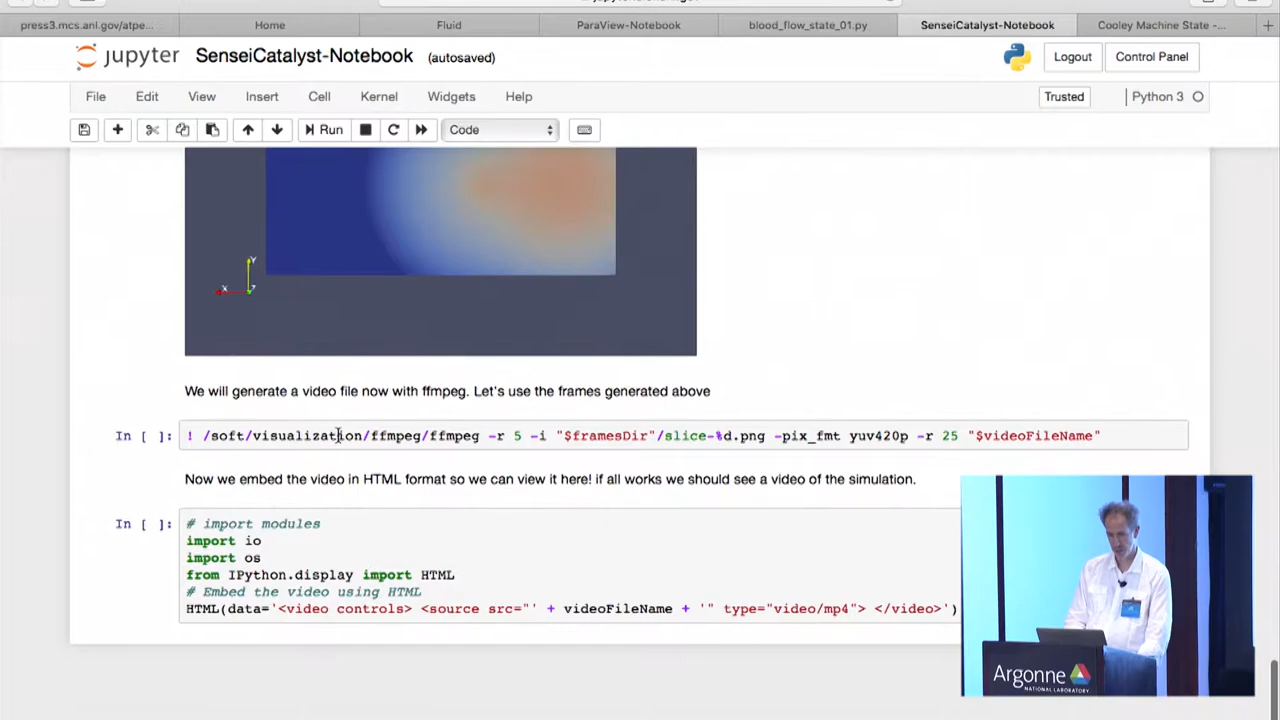 press3.mcs.anl.gov/atpe...
Home
Fluid
ParaView-Notebook
blood_flow_state_01.py
SenseiCatalyst-Notebook
Cooley Machine State -...
jupyter SenseiCatalyst-Notebook (autosaved)
Logout
Control Panel
File Edit View Insert Cell Kernel Widgets Help
Trusted
Python 3
Run
Code
Y
X
Z
We will generate a video file now with ffmpeg. Let's use the frames generated above
In [ ]: ! /soft/visualization/ffmpeg/ffmpeg -r 5 -i "$framesDir"/slice-%d.png -pix_fmt yuv420p -r 25 "$videoFileName"
Now we embed the video in HTML format so we can view it here! if all works we should see a video of the simulation.
In [ ]: # import modules
import io
import os
from IPython.display import HTML
# Embed the video using HTML
HTML(data='<video controls> <source src="' + videoFileName + '" type="video/mp4"> </video>')
Argonne
NATIONAL LABORATORY